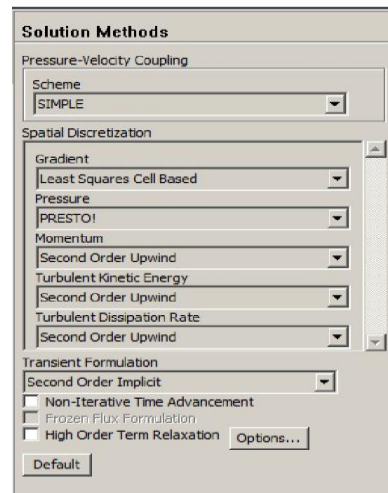 Solution Methods
Pressure-Velocity Coupling
Scheme
SIMPLE
Spatial Discretization
Gradient
Least Squares Cell Based
Pressure
PRESTO!
Momentum
Second Order Upwind
Turbulent Kinetic Energy
Second Order Upwind
Turbulent Dissipation Rate
Second Order Upwind
Transient Formulation
Second Order Implicit
Non-Iterative Time Advancement
Frozen Flux Formulation
High Order Term Relaxation Options...
Default